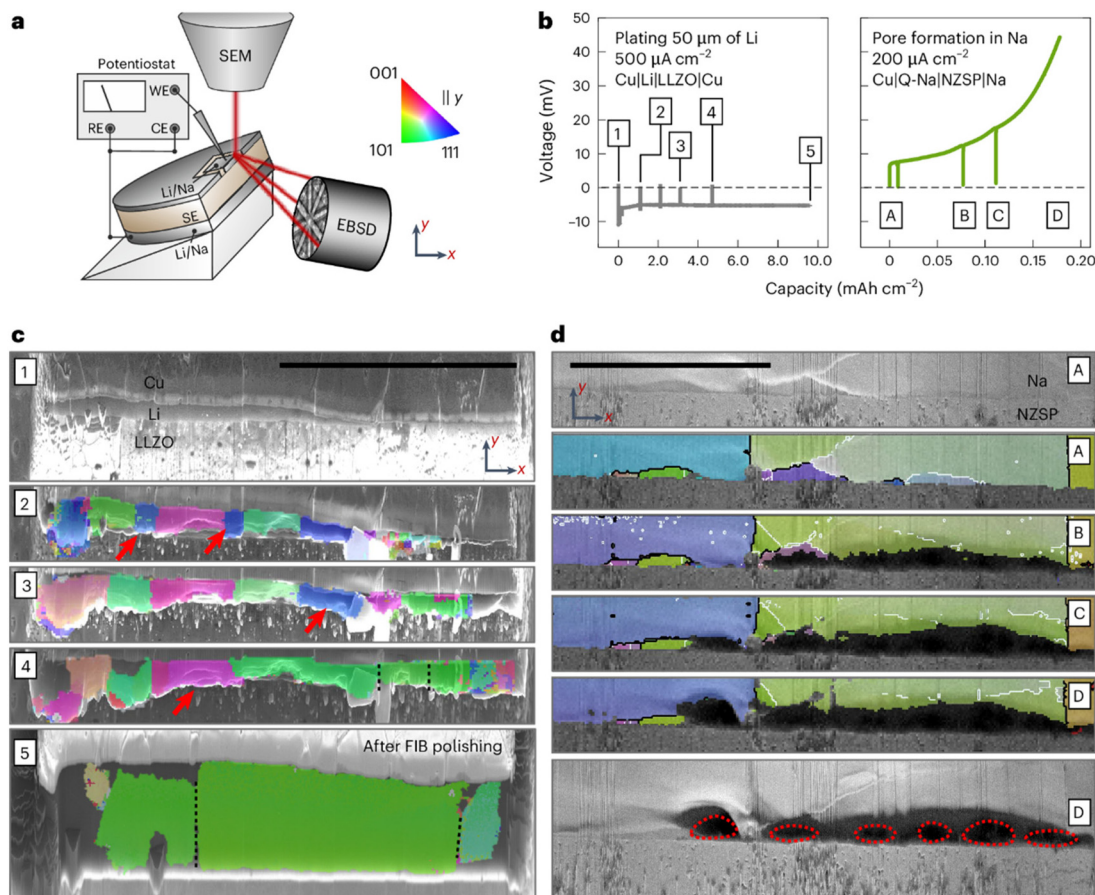 a
SEM
Potentiostat
WE
RE
CE
Li/Na
SE
Li/Na
EBSD
001
|| y
101
111
y
x
b
Voltage (mV)
50
40
30
20
10
0
−10
Plating 50 μm of Li
500 μA cm−2
Cu|Li|LLZO|Cu
1
2
3
4
5
0
2.0
4.0
6.0
8.0
10.0
Pore formation in Na
200 μA cm−2
Cu|Q-Na|NZSP|Na
A
B
C
D
0
0.05
0.10
0.15
0.20
Capacity (mAh cm−2)
c
1
Cu
Li
LLZO
y
x
2
3
4
5
After FIB polishing
d
A
Na
NZSP
y
x
A
B
C
D
D